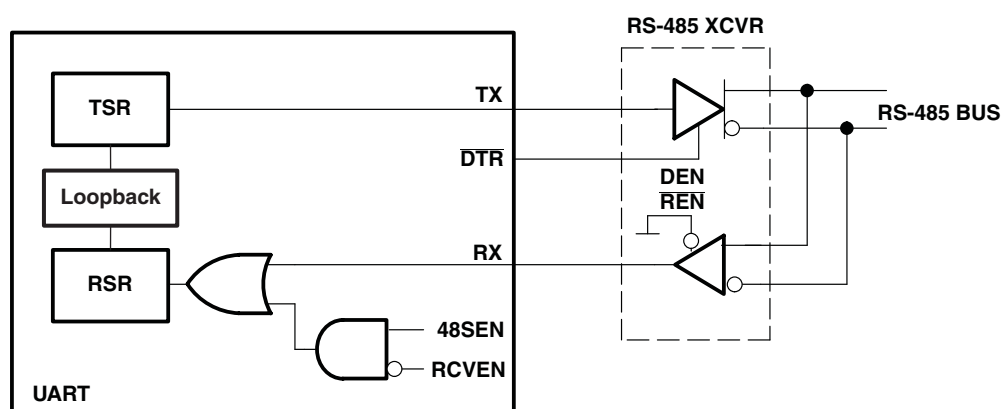 RS-485 XCVR
TSR
TX
RS-485 BUS
DTR
DEN
REN
Loopback
RX
RSR
48SEN
RCVEN
UART